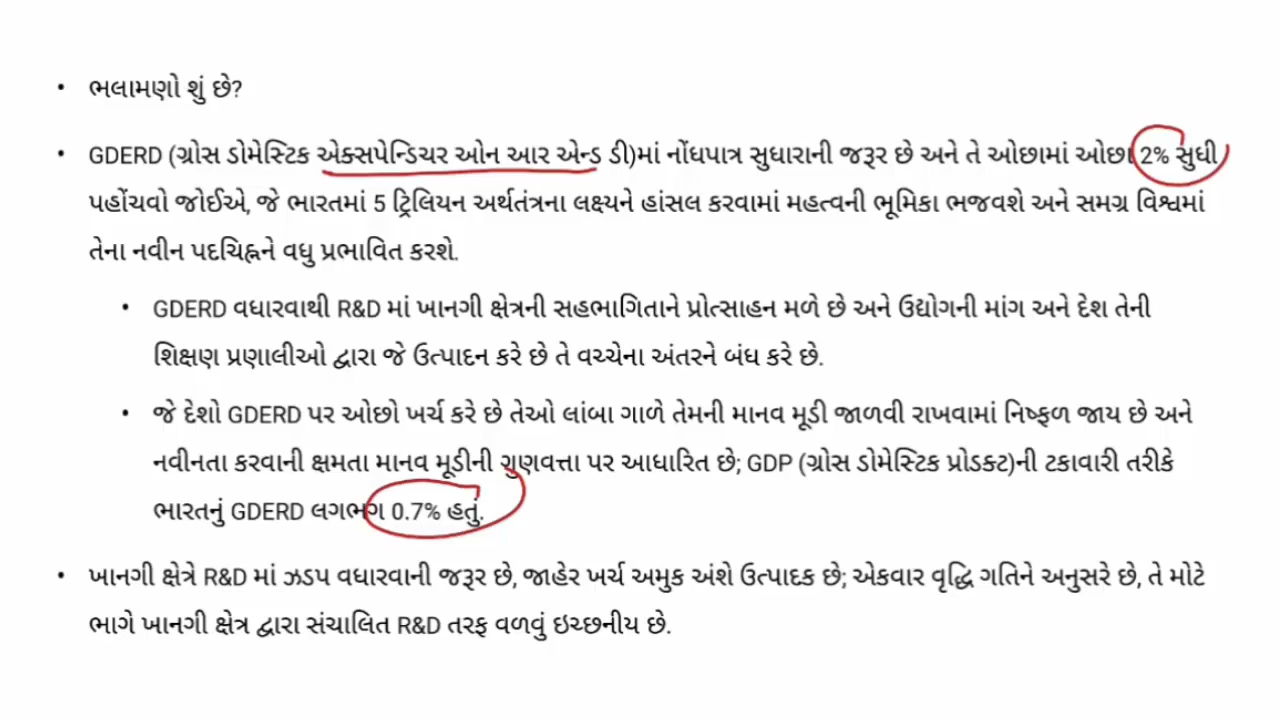 • ભલામણો શું છે?
• GDERD (ગ્રોસ ડોમેસ્ટિક એક્સપેન્ડિચર ઓન આર એન્ડ ડી)માં નોંધપાત્ર સુધારાની જરૂર છે અને તે ઓછામાં ઓછા 2% સુધી
પહોંચવો જોઈએ, જે ભારતમાં 5 ટ્રિલિયન અર્થતંત્રના લક્ષ્યને હાંસલ કરવામાં મહત્વની ભૂમિકા ભજવશે અને સમગ્ર વિશ્વમાં
તેના નવીન પદચિહ્નને વધુ પ્રભાવિત કરશે.
• GDERD વધારવાથી R&D માં ખાનગી ક્ષેત્રની સહભાગિતાને પ્રોત્સાહન મળે છે અને ઉદ્યોગની માંગ અને દેશ તેની
શિક્ષણ પ્રણાલીઓ દ્વારા જે ઉત્પાદન કરે છે તે વચ્ચેના અંતરને બંધ કરે છે.
• જે દેશો GDERD પર ઓછો ખર્ચ કરે છે તેઓ લાંબા ગાળે તેમની માનવ મૂડી જાળવી રાખવામાં નિષ્ફળ જાય છે અને
નવીનતા કરવાની ક્ષમતા માનવ મૂડીની ગુણવત્તા પર આધારિત છે; GDP (ગ્રોસ ડોમેસ્ટિક પ્રોડક્ટ)ની ટકાવારી તરીકે
ભારતનું GDERD લગભગ 0.7% હતું.
• ખાનગી ક્ષેત્રે R&D માં ઝડપ વધારવાની જરૂર છે, જાહેર ખર્ચ અમુક અંશે ઉત્પાદક છે; એકવાર વૃદ્ધિ ગતિને અનુસરે છે, તે મોટે
ભાગે ખાનગી ક્ષેત્ર દ્વારા સંચાલિત R&D તરફ વળવું ઇચ્છનીય છે.